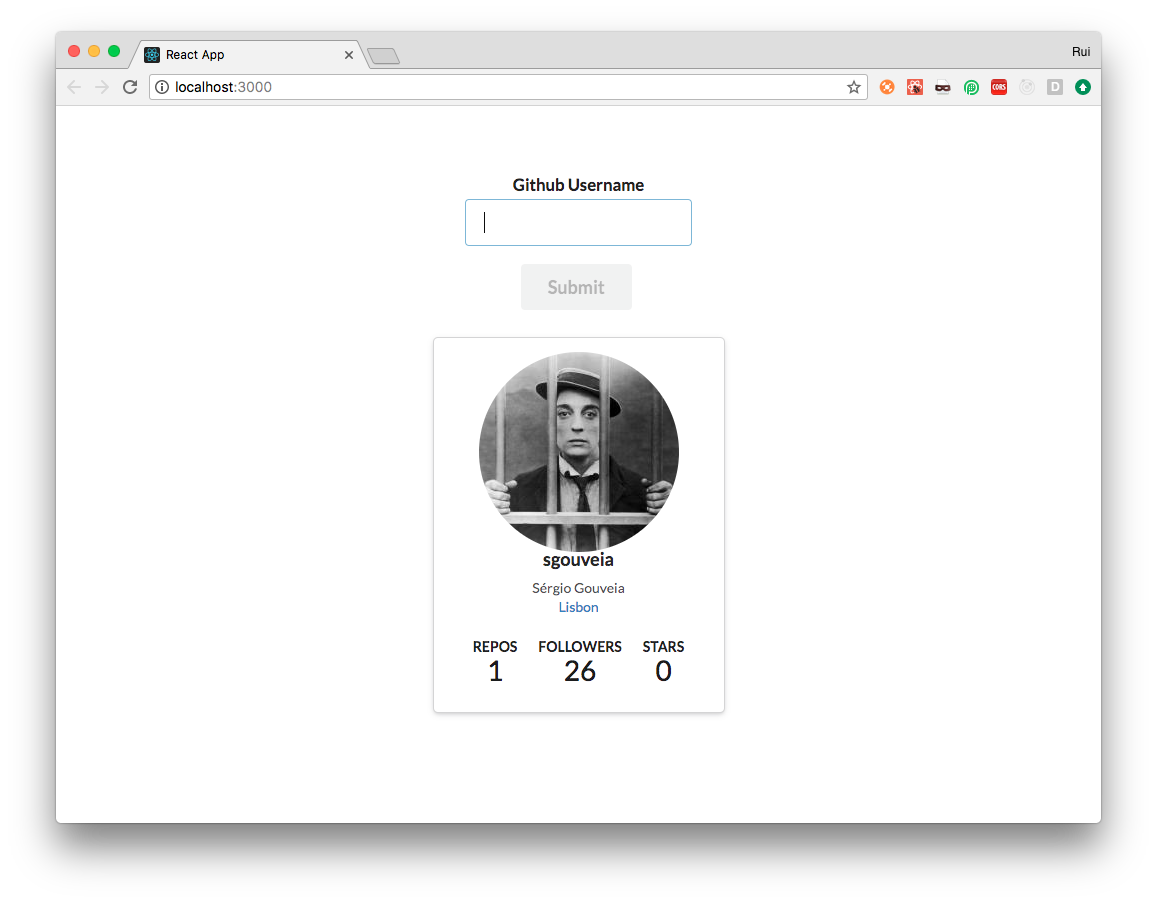 React App
Rui
localhost:3000
CORS
D
Github Username
Submit
sgouveia
Sérgio Gouveia
Lisbon
REPOS FOLLOWERS STARS
1 26 0